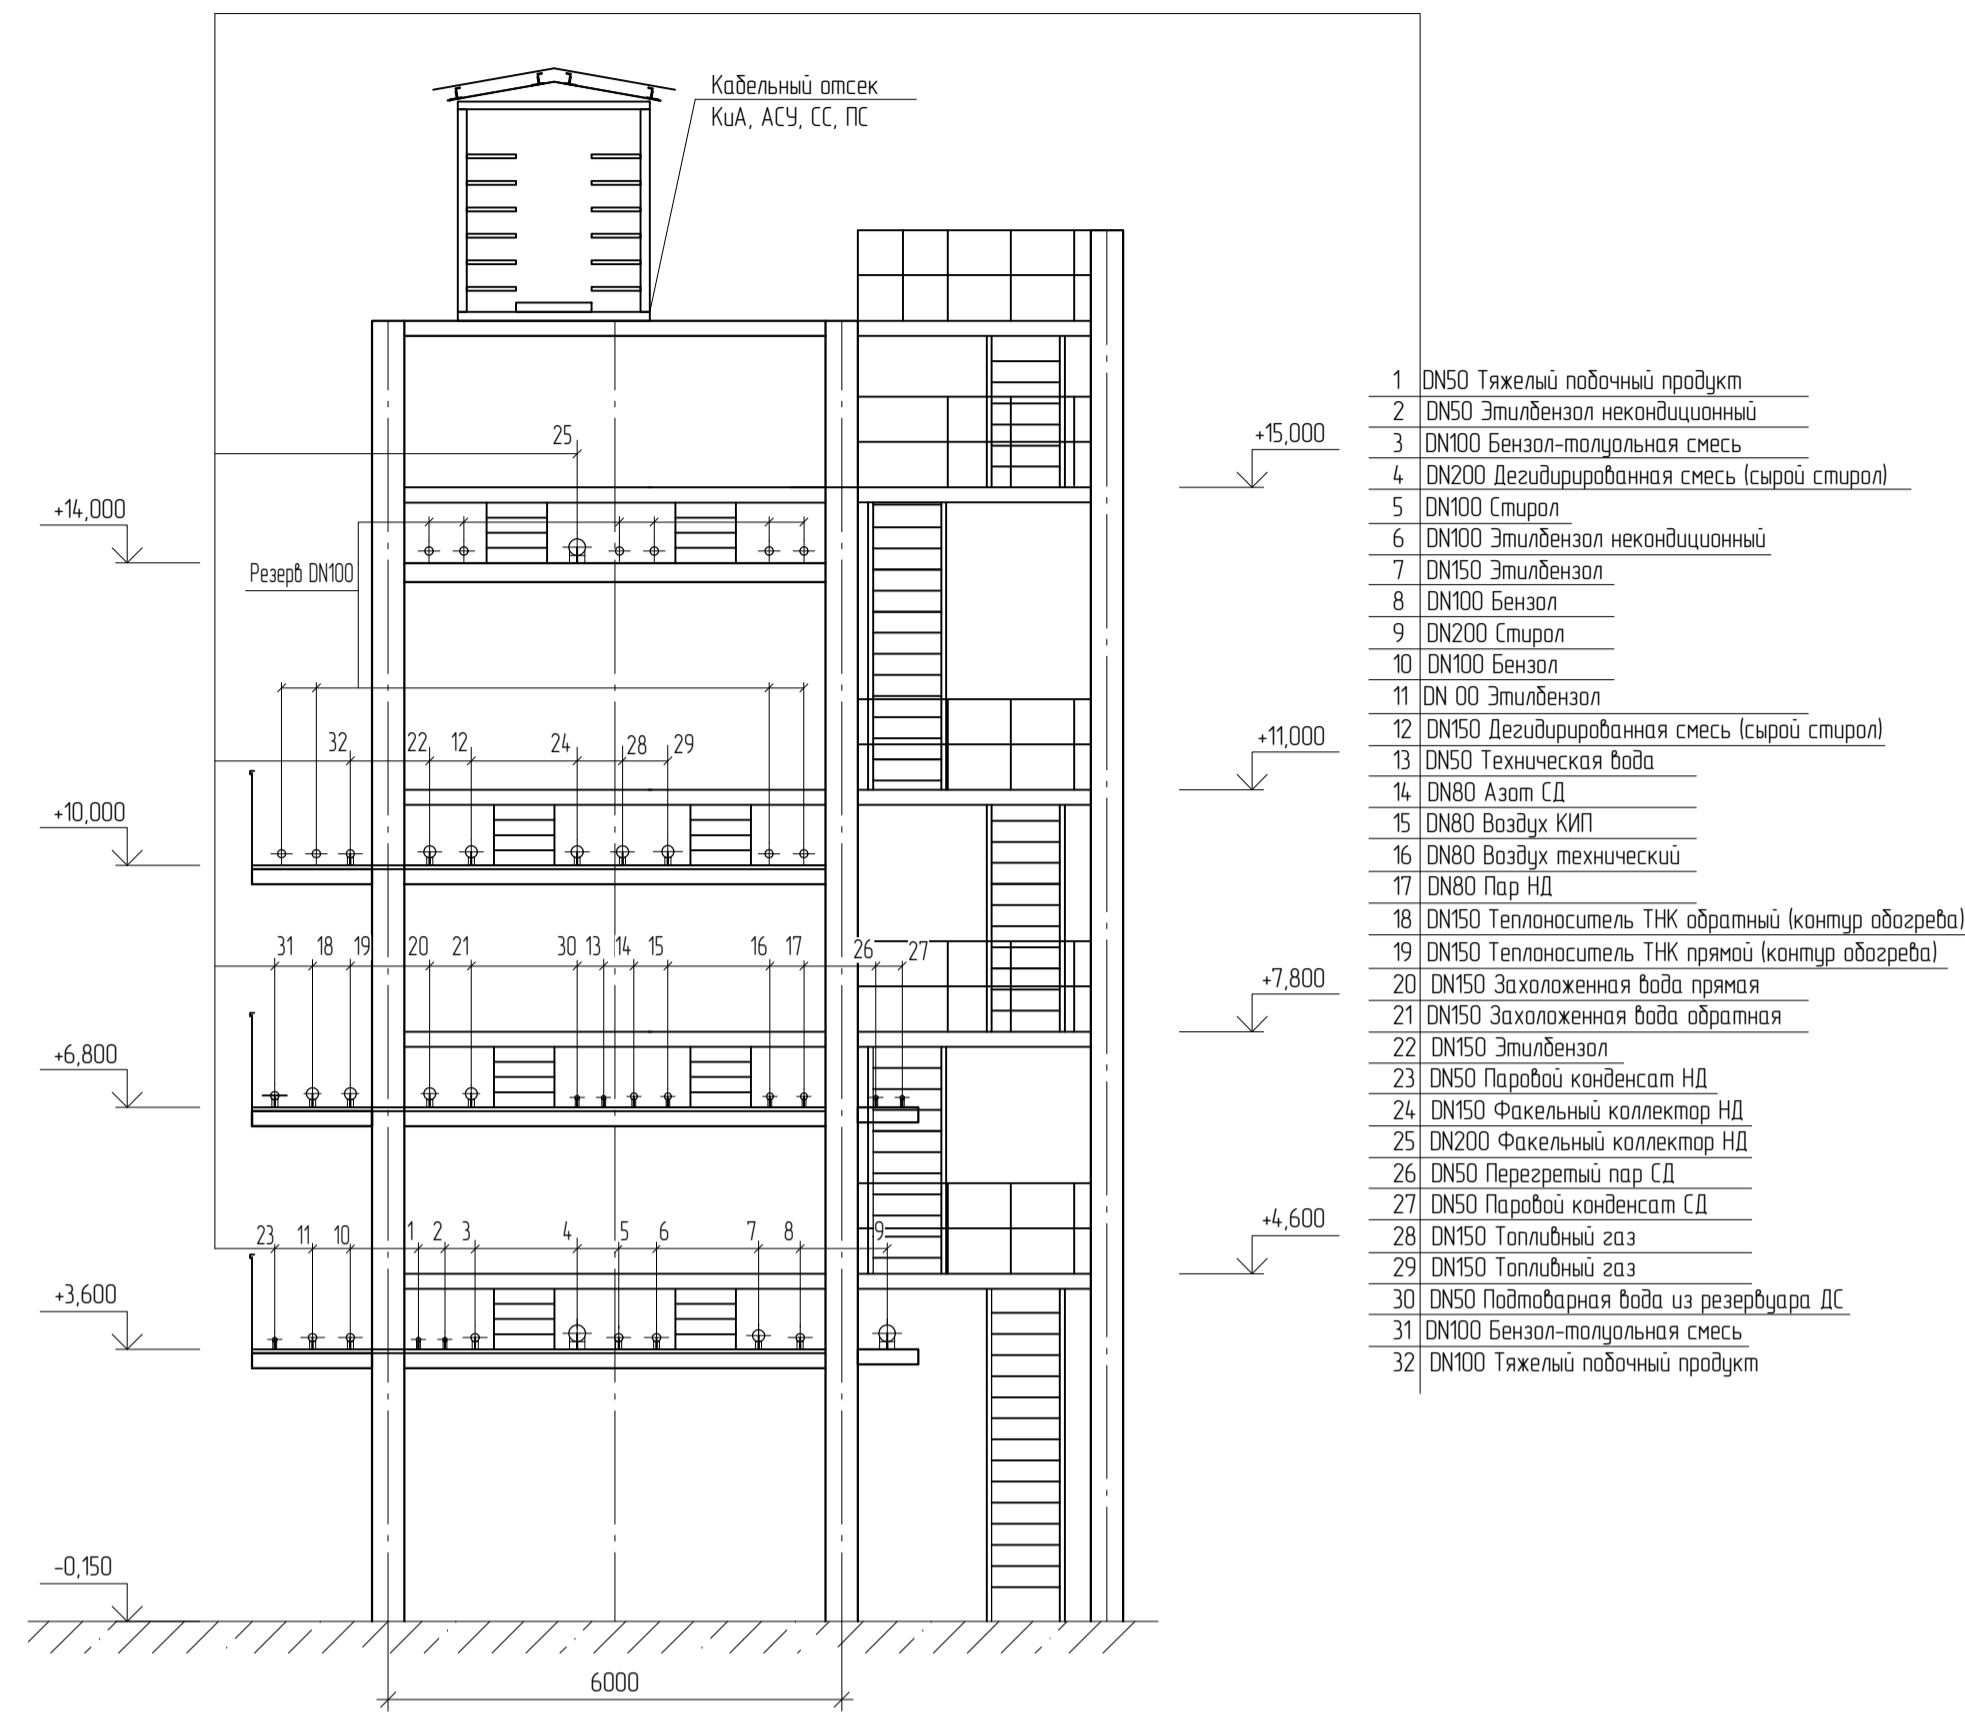 Кабельный отсек
КиА, АСУ, СС, ПС
25
+14,000
Резерв DN100
32 22 12 24 28 29
+10,000
31 18 19 20 21 30 13 14 15 16 17 26 27
+6,800
23 11 10 1 2 3 4 5 6 7 8 9
+3,600
-0,150
6000
+15,000
+11,000
+7,800
+4,600
1 DN50 Тяжелый побочный продукт
2 DN50 Этилбензол некондиционный
3 DN100 Бензол-толуольная смесь
4 DN200 Дегидрированная смесь (сырой стирол)
5 DN100 Стирол
6 DN100 Этилбензол некондиционный
7 DN150 Этилбензол
8 DN100 Бензол
9 DN200 Стирол
10 DN100 Бензол
11 DN 00 Этилбензол
12 DN150 Дегидрированная смесь (сырой стирол)
13 DN50 Техническая вода
14 DN80 Азот СД
15 DN80 Воздух КИП
16 DN80 Воздух технический
17 DN80 Пар НД
18 DN150 Теплоноситель ТНК обратный (контур обогрева)
19 DN150 Теплоноситель ТНК прямой (контур обогрева)
20 DN150 Захоложенная вода прямая
21 DN150 Захоложенная вода обратная
22 DN150 Этилбензол
23 DN50 Паровой конденсат НД
24 DN150 Факельный коллектор НД
25 DN200 Факельный коллектор НД
26 DN50 Перегретый пар СД
27 DN50 Паровой конденсат СД
28 DN150 Топливный газ
29 DN150 Топливный газ
30 DN50 Подтоварная вода из резервуара ДС
31 DN100 Бензол-толуольная смесь
32 DN100 Тяжелый побочный продукт